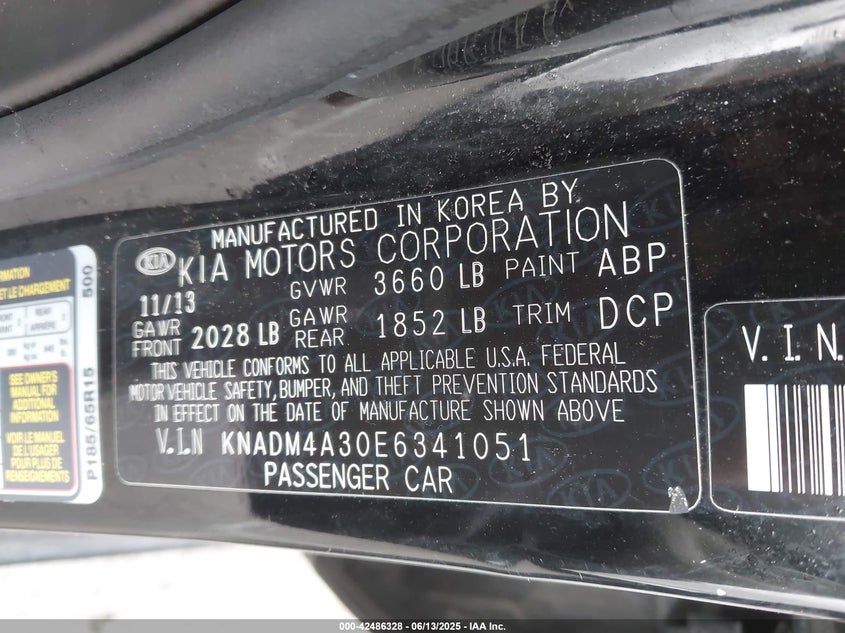 MANUFACTURED IN KOREA BY
KIA KIA MOTORS CORPORATION
11/13 GVWR 3660 LB PAINT ABP
GAWR FRONT 2028 LB GAWR REAR 1852 LB TRIM DCP
THIS VEHICLE CONFORMS TO ALL APPLICABLE U.S.A. FEDERAL
MOTOR VEHICLE SAFETY, BUMPER, AND THEFT PREVENTION STANDARDS
IN EFFECT ON THE DATE OF MANUFACTURE SHOWN ABOVE
V.I.N KNADM4A30E6341051
PASSENGER CAR
V. I. N.
SEE OWNER'S
MANUAL FOR
ADDITIONAL
INFORMATION
VOIR LE MANUEL
DE L'USAGER
POUR PLUS DE
RENSEIGNEMENTS
P185/65R15 500
ET LE CHARGEMENT
000-42486328 - 06/13/2025 - IAA Inc.